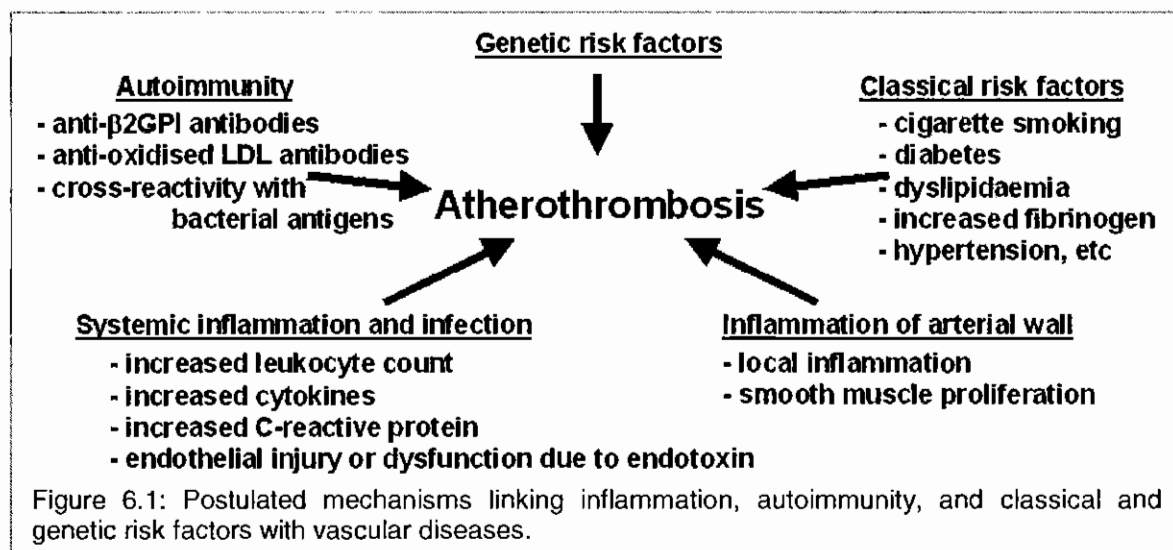 Genetic risk factors
Autoimmunity
- anti-β2GPI antibodies
- anti-oxidised LDL antibodies
- cross-reactivity with
bacterial antigens
Classical risk factors
- cigarette smoking
- diabetes
- dyslipidaemia
- increased fibrinogen
- hypertension, etc
Atherothrombosis
Systemic inflammation and infection
- increased leukocyte count
- increased cytokines
- increased C-reactive protein
- endothelial injury or dysfunction due to endotoxin
Inflammation of arterial wall
- local inflammation
- smooth muscle proliferation
Figure 6.1: Postulated mechanisms linking inflammation, autoimmunity, and classical and
genetic risk factors with vascular diseases.